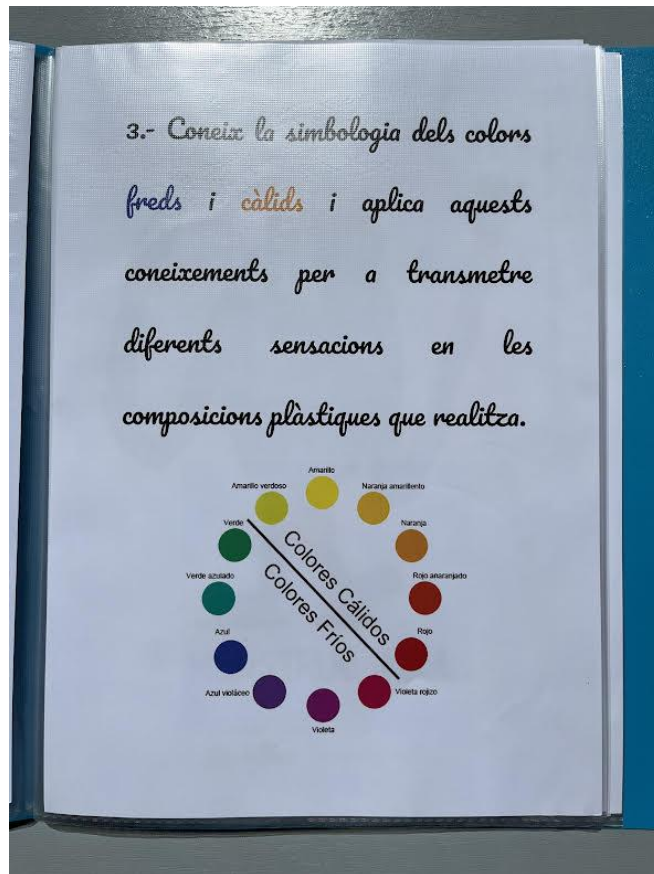 3.- Coneix la simbologia dels colors
freds i càlids i aplica aquests
coneixements per a transmetre
diferents sensacions en les
composicions plàstiques que realitza.
Amarillo
Amarillo verdoso
Naranja amarillento
Verde
Naranja
Colores Cálidos
Colores Fríos
Verde azulado
Rojo anaranjado
Azul
Rojo
Azul violáceo
Violeta rojizo
Violeta